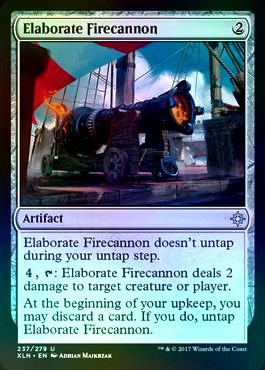 Elaborate Firecannon 2
Artifact
Elaborate Firecannon doesn't untap
during your untap step.
4 , : Elaborate Firecannon deals 2
damage to target creature or player.
At the beginning of your upkeep, you
may discard a card. If you do, untap
Elaborate Firecannon.
237/279 U
XLN • EN ADRIAN MAJKRZAK
™ & © 2017 Wizards of the Coast